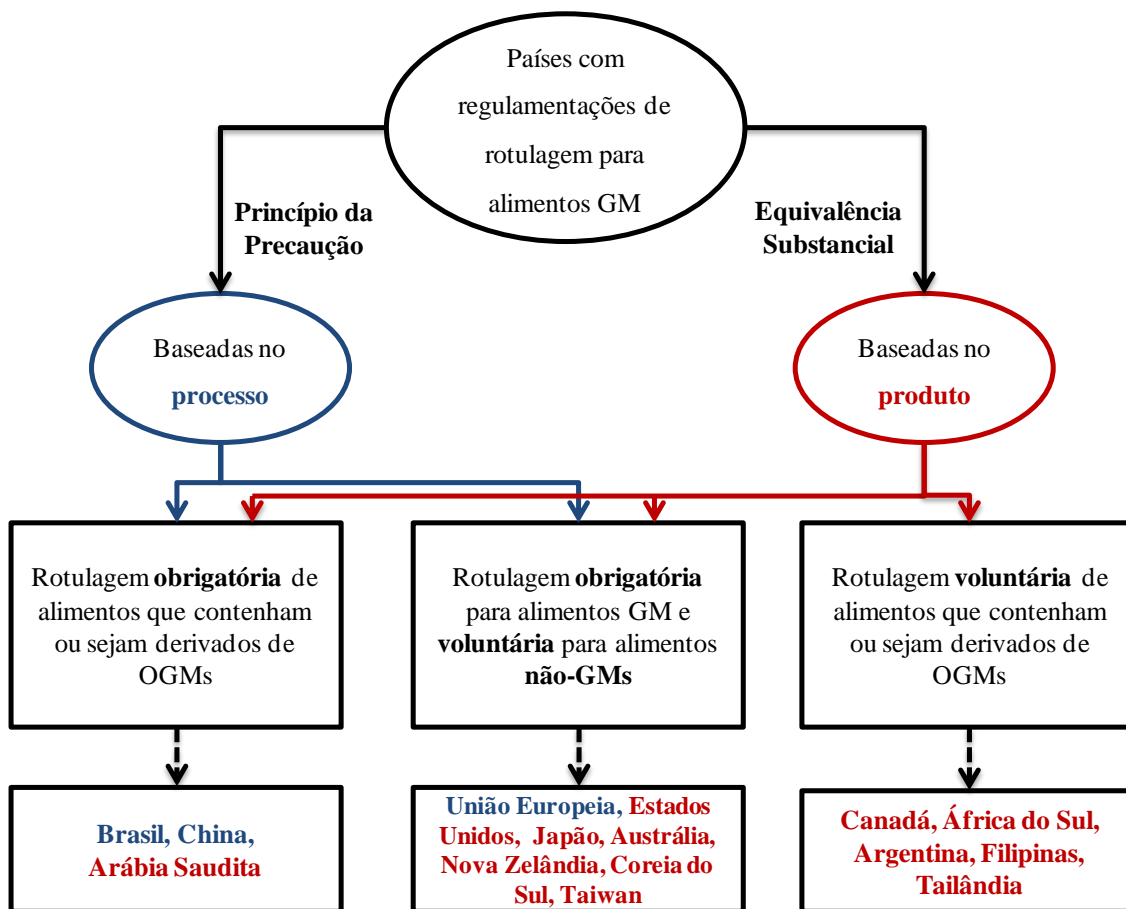 Países com
regulamentações de
rotulagem para
alimentos GM
Princípio da
Precaução
Equivalência
Substancial
Baseadas no
processo
Baseadas no
produto
Rotulagem obrigatória de
alimentos que contenham
ou sejam derivados de
OGMs
Rotulagem obrigatória
para alimentos GM e
voluntária para alimentos
não-GMs
Rotulagem voluntária de
alimentos que contenham
ou sejam derivados de
OGMs
Brasil, China,
Arábia Saudita
União Europeia, Estados
Unidos, Japão, Austrália,
Nova Zelândia, Coreia do
Sul, Taiwan
Canadá, África do Sul,
Argentina, Filipinas,
Tailândia